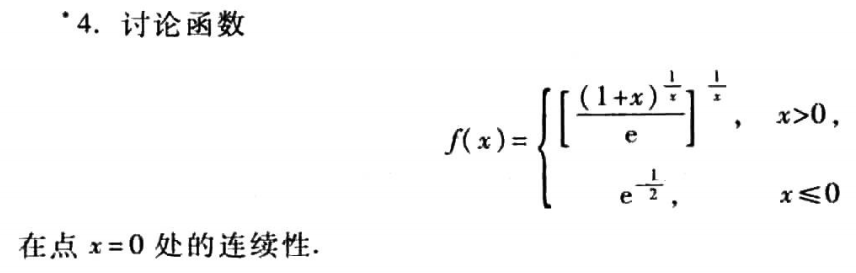 *4. 讨论函数
f(x)={[(1+x)^{1/x}/e]^{1/x}, x>0,
e^{-1/2}, x≤0
在点 x=0 处的连续性.